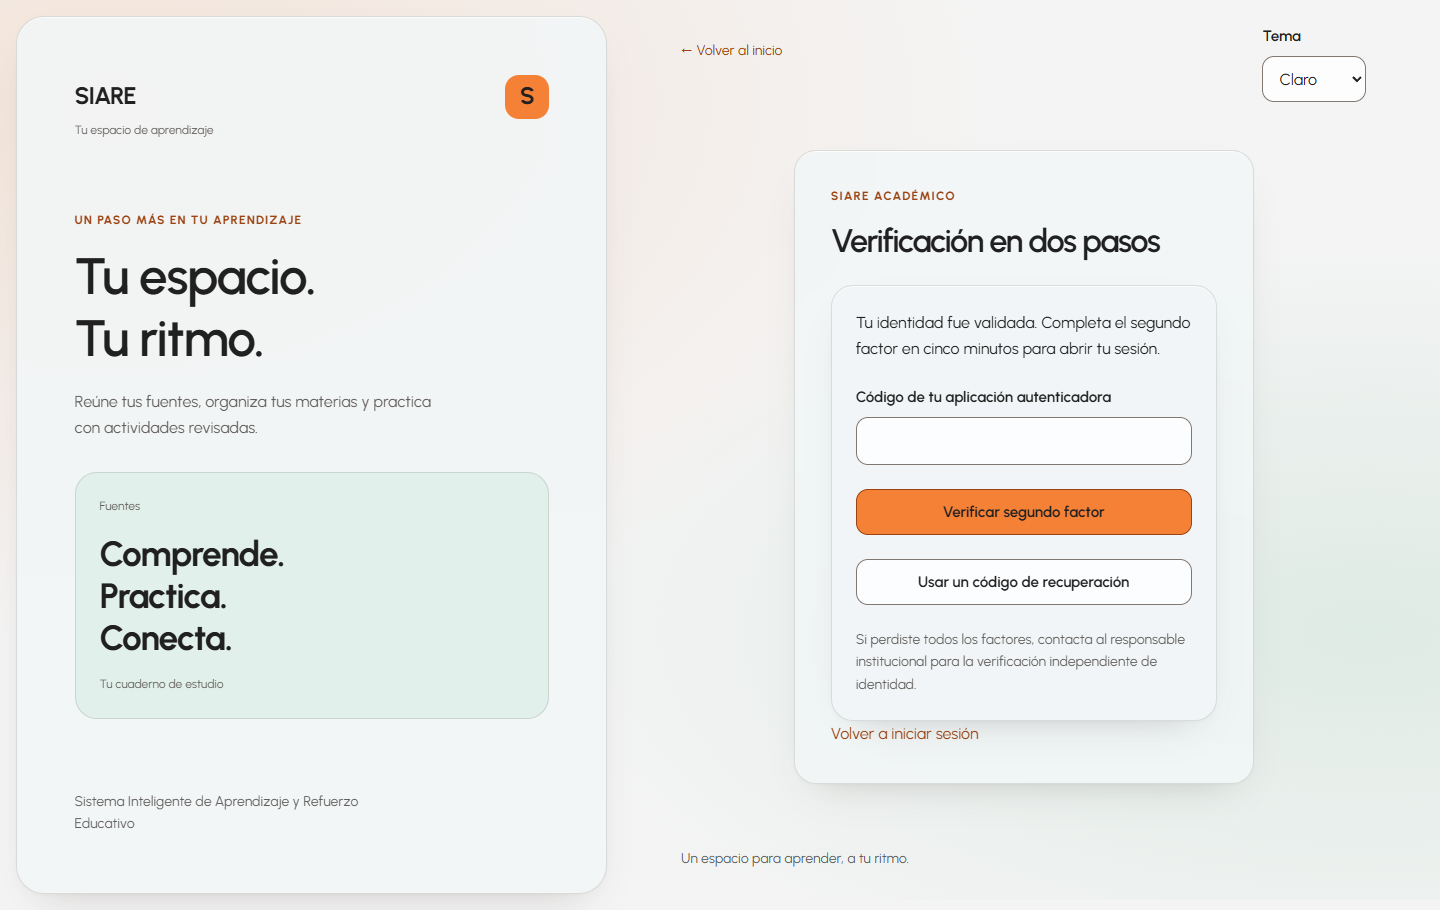 SIARE
S
Tu espacio de aprendizaje
UN PASO MÁS EN TU APRENDIZAJE
Tu espacio.
Tu ritmo.
Reúne tus fuentes, organiza tus materias y practica
con actividades revisadas.
Fuentes
Comprende.
Practica.
Conecta.
Tu cuaderno de estudio
Sistema Inteligente de Aprendizaje y Refuerzo
Educativo
← Volver al inicio
Tema
Claro
SIARE ACADÉMICO
Verificación en dos pasos
Tu identidad fue validada. Completa el segundo
factor en cinco minutos para abrir tu sesión.
Código de tu aplicación autenticadora
Verificar segundo factor
Usar un código de recuperación
Si perdiste todos los factores, contacta al responsable
institucional para la verificación independiente de
identidad.
Volver a iniciar sesión
Un espacio para aprender, a tu ritmo.